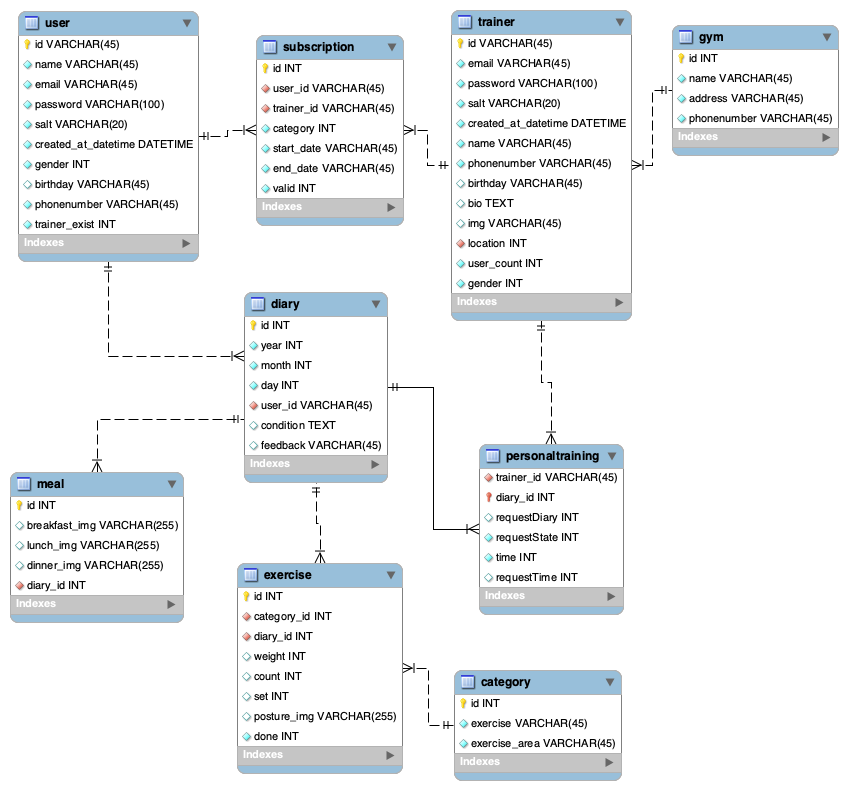 user
id VARCHAR(45)
name VARCHAR(45)
email VARCHAR(45)
password VARCHAR(100)
salt VARCHAR(20)
created_at_datetime DATETIME
gender INT
birthday VARCHAR(45)
phonenumber VARCHAR(45)
trainer_exist INT
Indexes
subscription
id INT
user_id VARCHAR(45)
trainer_id VARCHAR(45)
category INT
start_date VARCHAR(45)
end_date VARCHAR(45)
valid INT
Indexes
trainer
id VARCHAR(45)
email VARCHAR(45)
password VARCHAR(100)
salt VARCHAR(20)
created_at_datetime DATETIME
name VARCHAR(45)
phonenumber VARCHAR(45)
birthday VARCHAR(45)
bio TEXT
img VARCHAR(45)
location INT
user_count INT
gender INT
Indexes
gym
id INT
name VARCHAR(45)
address VARCHAR(45)
phonenumber VARCHAR(45)
Indexes
diary
id INT
year INT
month INT
day INT
user_id VARCHAR(45)
condition TEXT
feedback VARCHAR(45)
Indexes
meal
id INT
breakfast_img VARCHAR(255)
lunch_img VARCHAR(255)
dinner_img VARCHAR(255)
diary_id INT
Indexes
personaltraining
trainer_id VARCHAR(45)
diary_id INT
requestDiary INT
requestState INT
time INT
requestTime INT
Indexes
exercise
id INT
category_id INT
diary_id INT
weight INT
count INT
set INT
posture_img VARCHAR(255)
done INT
Indexes
category
id INT
exercise VARCHAR(45)
exercise_area VARCHAR(45)
Indexes